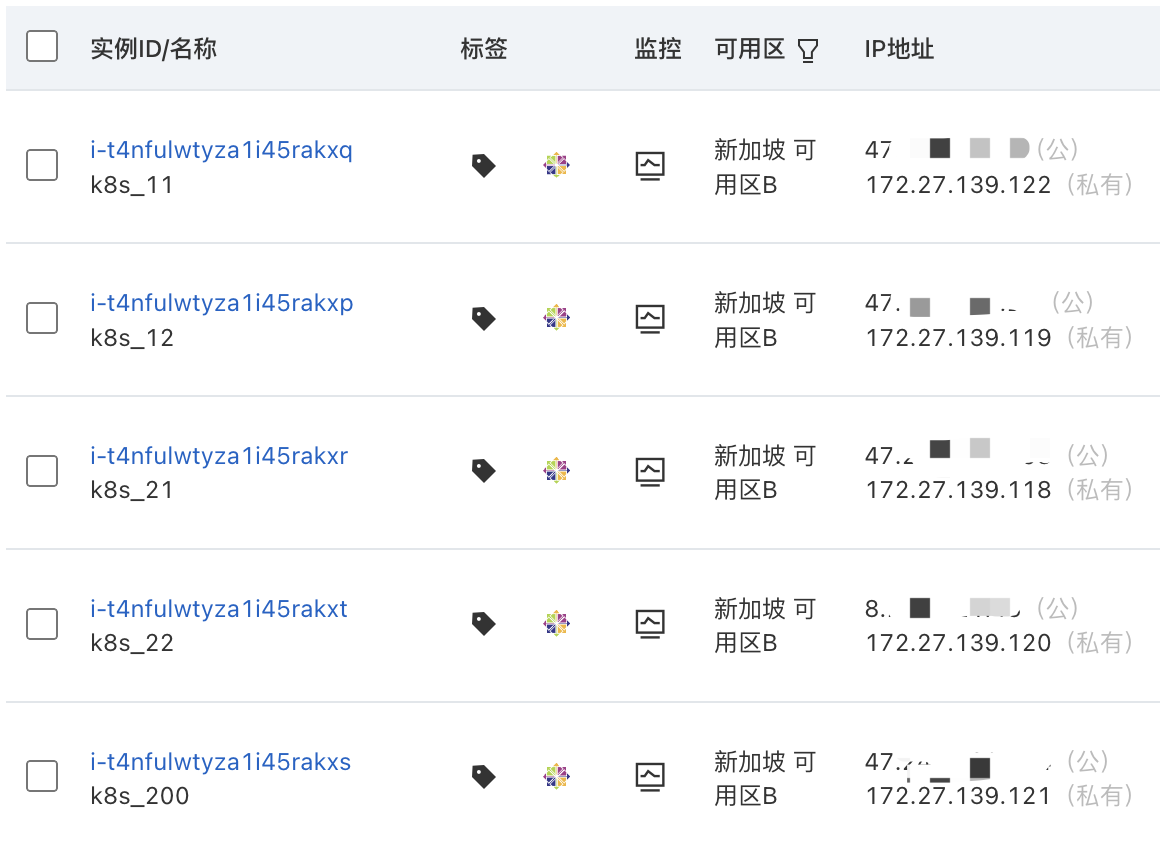 实例ID/名称 标签 监控 可用区 IP地址
i-t4nfulwtyza1i45rakxq 新加坡 可 47 (公)
k8s_11 用区B 172.27.139.122 (私有)
i-t4nfulwtyza1i45rakxp 新加坡 可 47. (公)
k8s_12 用区B 172.27.139.119 (私有)
i-t4nfulwtyza1i45rakxr 新加坡 可 47. (公)
k8s_21 用区B 172.27.139.118 (私有)
i-t4nfulwtyza1i45rakxt 新加坡 可 8. (公)
k8s_22 用区B 172.27.139.120 (私有)
i-t4nfulwtyza1i45rakxs 新加坡 可 47. (公)
k8s_200 用区B 172.27.139.121 (私有)